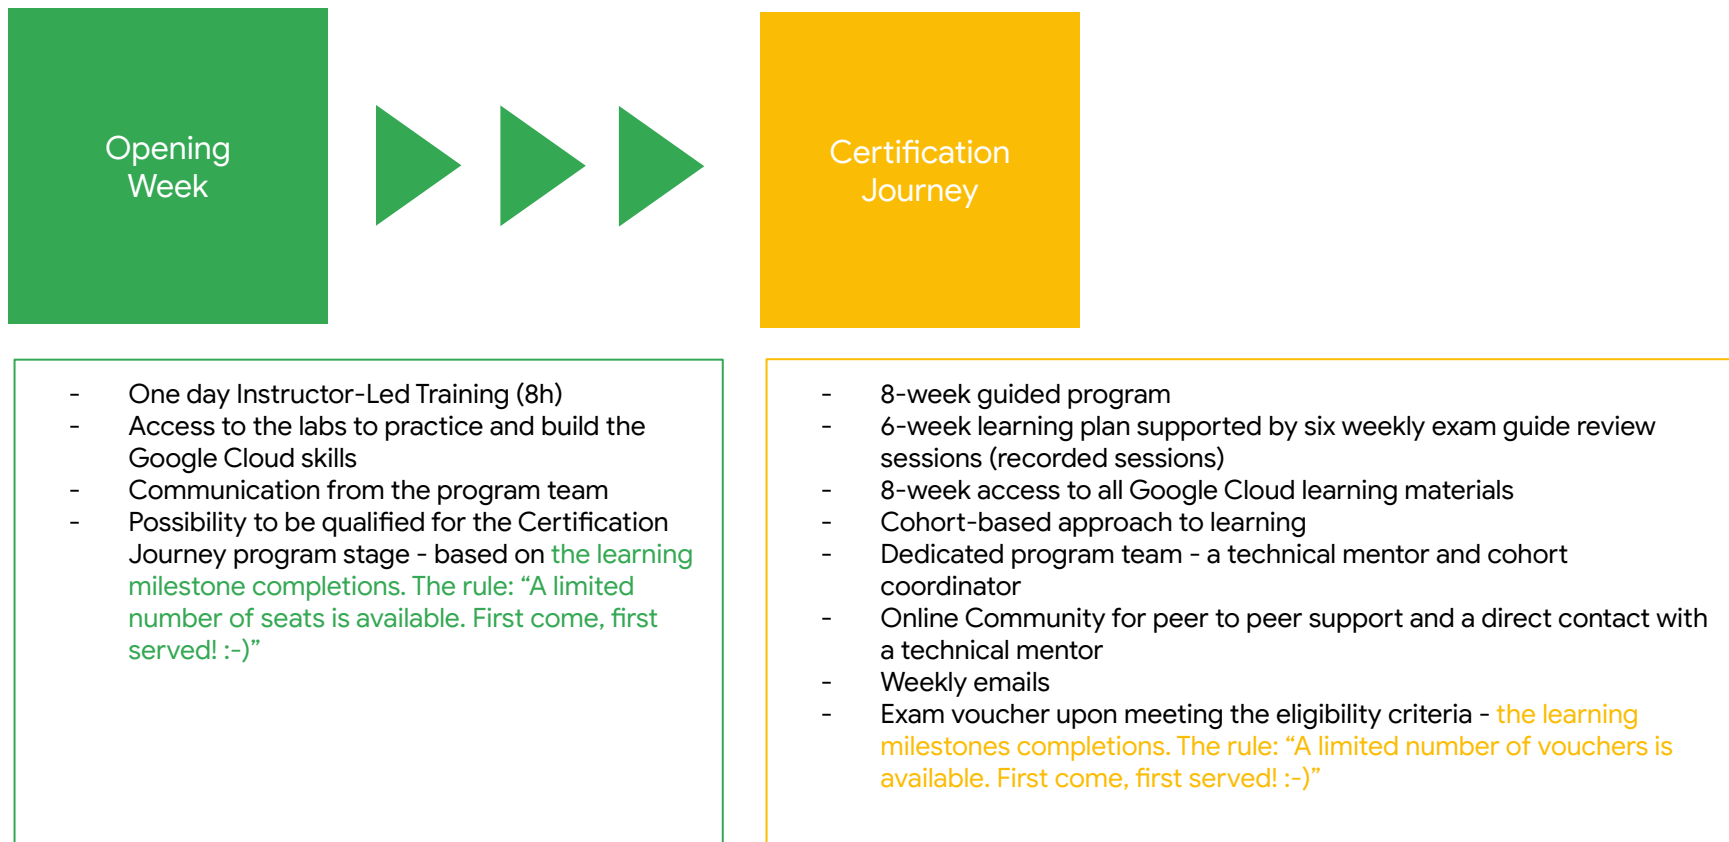 Opening
Week
Certification
Journey
- One day Instructor-Led Training (8h)
- Access to the labs to practice and build the
Google Cloud skills
- Communication from the program team
- Possibility to be qualified for the Certification
Journey program stage - based on the learning
milestone completions. The rule: “A limited
number of seats is available. First come, first
served! :-)”
- 8-week guided program
- 6-week learning plan supported by six weekly exam guide review
sessions (recorded sessions)
- 8-week access to all Google Cloud learning materials
- Cohort-based approach to learning
- Dedicated program team - a technical mentor and cohort
coordinator
- Online Community for peer to peer support and a direct contact with
a technical mentor
- Weekly emails
- Exam voucher upon meeting the eligibility criteria - the learning
milestones completions. The rule: “A limited number of vouchers is
available. First come, first served! :-)”